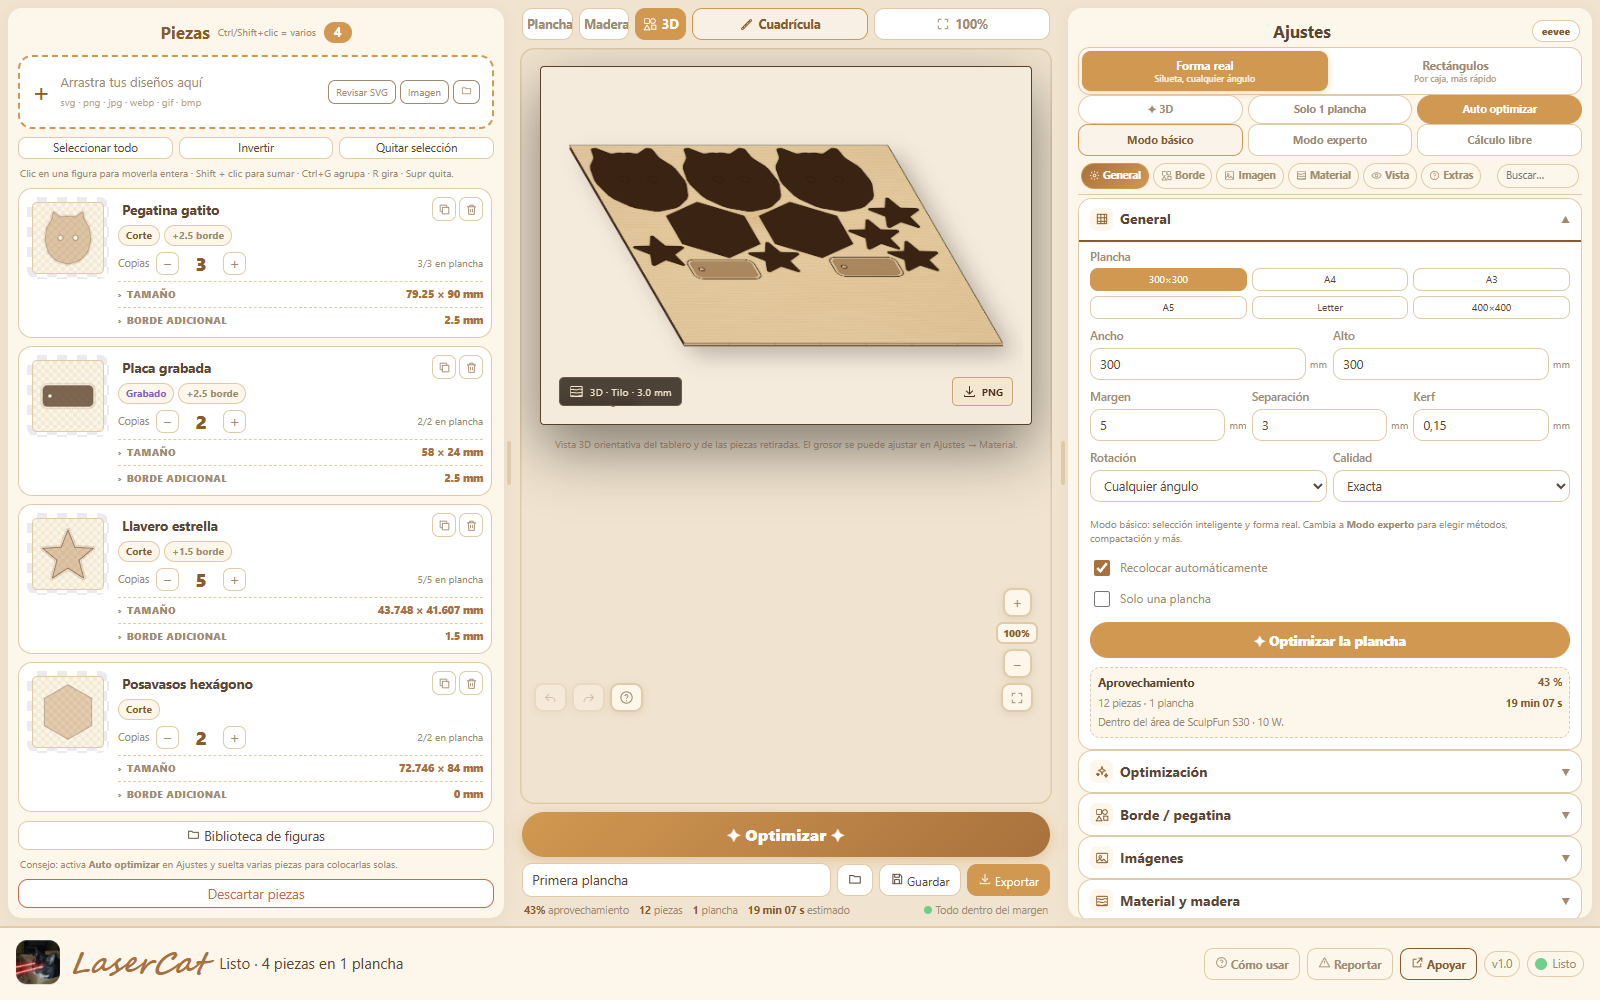 Piezas Ctrl/Shift+clic = varios 4
Arrastra tus diseños aquí
svg · png · jpg · webp · gif · bmp
Revisar SVG
Imagen
Seleccionar todo
Invertir
Quitar selección
Clic en una figura para moverla entera · Shift + clic para sumar · Ctrl+G agrupa · R gira · Supr quita.
Pegatina gatito
Corte +2.5 borde
Copias − 3 + 3/3 en plancha
TAMAÑO 79.25 × 90 mm
BORDE ADICIONAL 2.5 mm
Placa grabada
Grabado +2.5 borde
Copias − 2 + 2/2 en plancha
TAMAÑO 58 × 24 mm
BORDE ADICIONAL 2.5 mm
Llavero estrella
Corte +1.5 borde
Copias − 5 + 5/5 en plancha
TAMAÑO 43.748 × 41.607 mm
BORDE ADICIONAL 1.5 mm
Posavasos hexágono
Corte
Copias − 2 + 2/2 en plancha
TAMAÑO 72.746 × 84 mm
BORDE ADICIONAL 0 mm
Biblioteca de figuras
Consejo: activa Auto optimizar en Ajustes y suelta varias piezas para colocarlas solas.
Descartar piezas
Plancha
Madera
3D
Cuadrícula
100%
3D · Tilo · 3.0 mm
PNG
Vista 3D orientativa del tablero y de las piezas retiradas. El grosor se puede ajustar en Ajustes → Material.
+
100%
−
✦ Optimizar ✦
Primera plancha
Guardar
Exportar
43% aprovechamiento 12 piezas 1 plancha 19 min 07 s estimado
Todo dentro del margen
Ajustes
eevee
Forma real
Silueta, cualquier ángulo
Rectángulos
Por caja, más rápido
✦ 3D
Solo 1 plancha
Auto optimizar
Modo básico
Modo experto
Cálculo libre
General
Borde
Imagen
Material
Vista
Extras
Buscar...
General
Plancha
300×300 A4 A3
A5 Letter 400×400
Ancho Alto
300 mm 300 mm
Margen Separación Kerf
5 mm 3 mm 0,15 mm
Rotación Calidad
Cualquier ángulo Exacta
Modo básico: selección inteligente y forma real. Cambia a Modo experto para elegir métodos,
compactación y más.
Recolocar automáticamente
Solo una plancha
✦ Optimizar la plancha
Aprovechamiento 43 %
12 piezas · 1 plancha 19 min 07 s
Dentro del área de SculpFun S30 · 10 W.
Optimización
Borde / pegatina
Imágenes
Material y madera
LaserCat Listo · 4 piezas en 1 plancha
Cómo usar
Reportar
Apoyar
v1.0
Listo